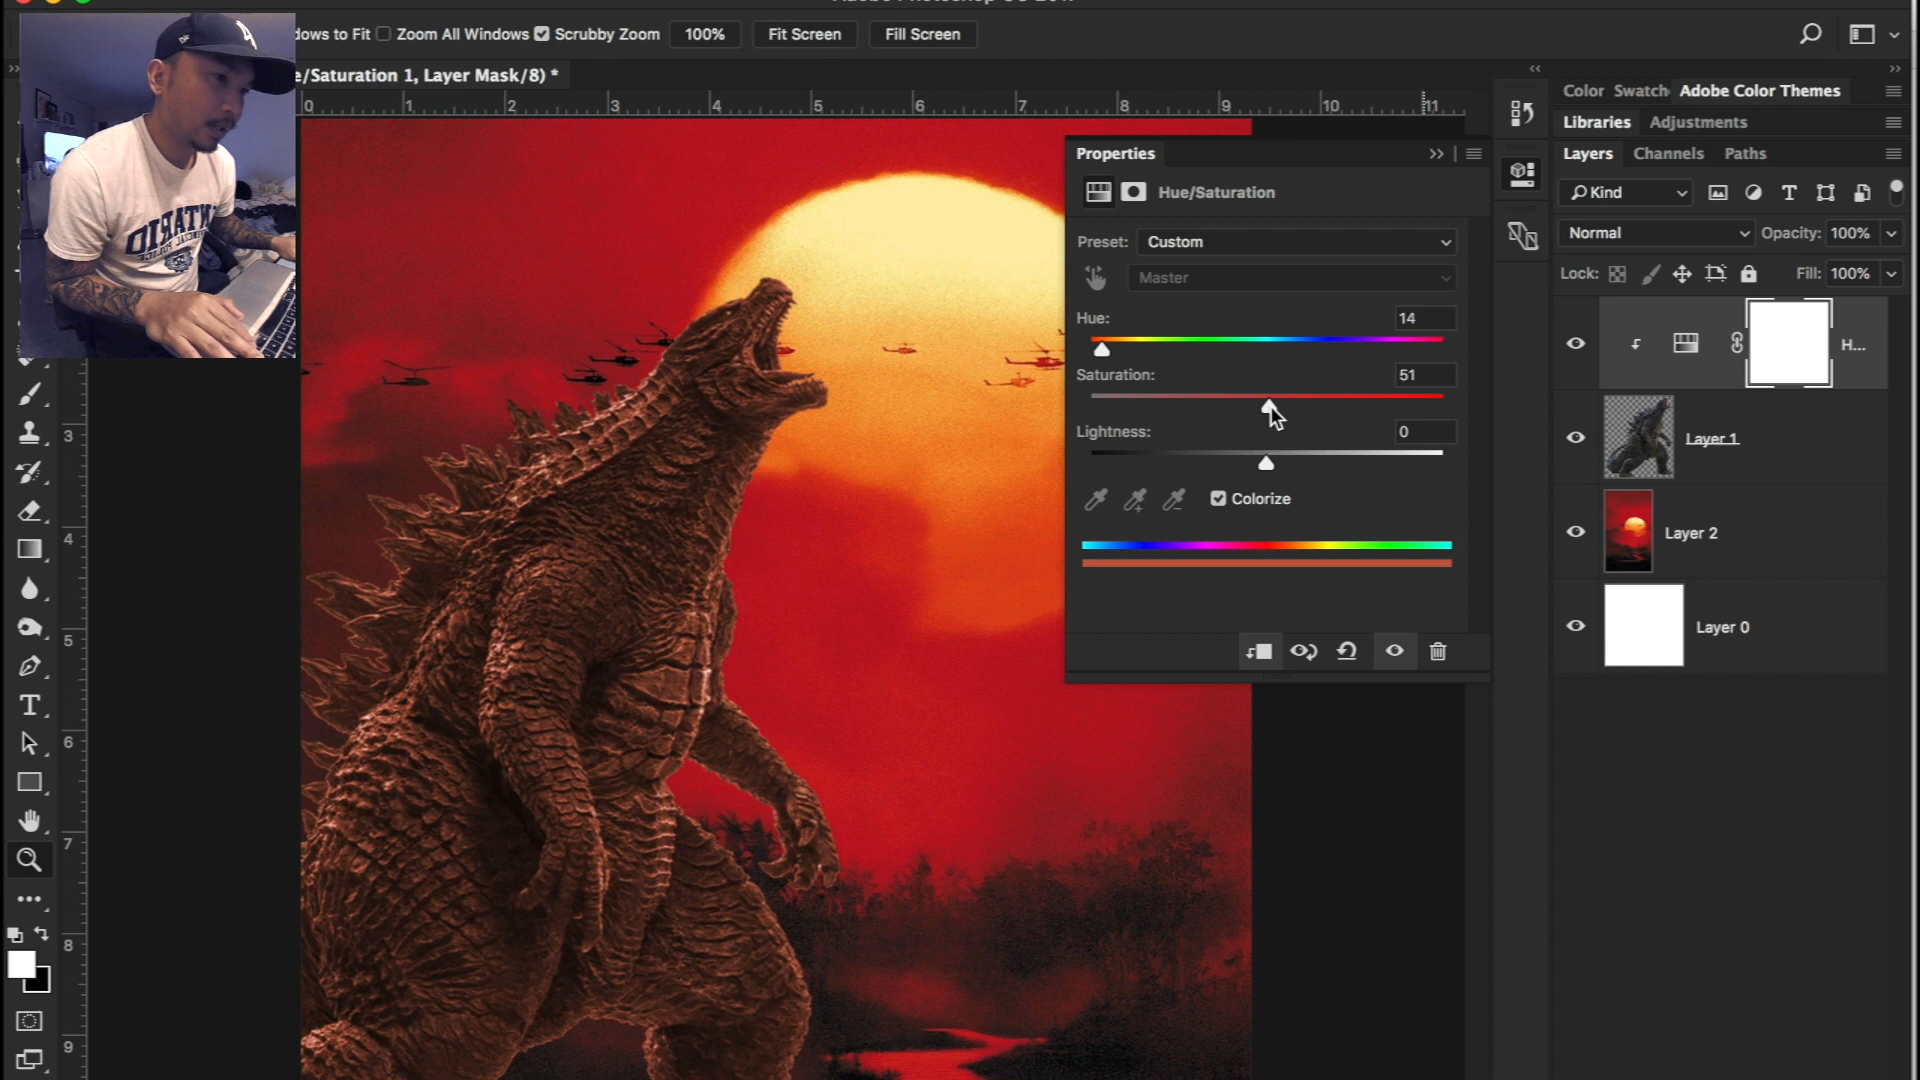 dows to Fit Zoom All Windows Scrubby Zoom 100% Fit Screen Fill Screen
e/Saturation 1, Layer Mask/8) *
0 1 2 3 4 5 6 7 8 9 10 11
Color Swatch Adobe Color Themes
Libraries Adjustments
Layers Channels Paths
Kind
Normal Opacity: 100%
Lock: Fill: 100%
H...
Layer 1
Layer 2
Layer 0
Properties
Hue/Saturation
Preset: Custom
Master
Hue: 14
Saturation: 51
Lightness: 0
Colorize
3
4
5
6
7
8
9